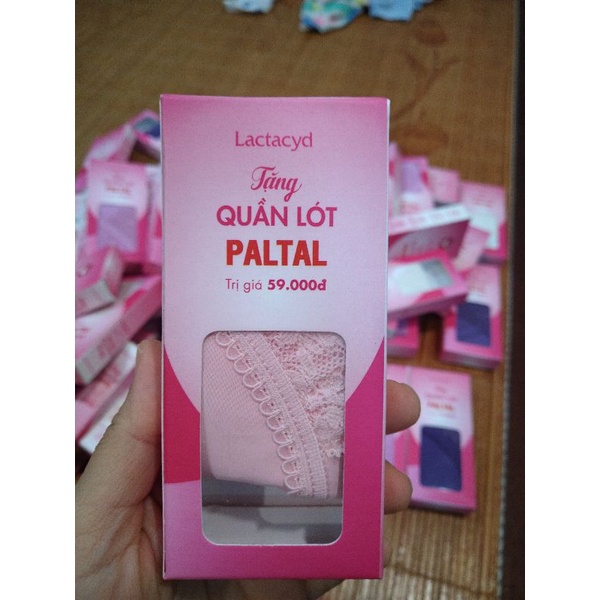 Lactacyd
Tặng
QUẦN LÓT
PALTAL
Trị giá 59.000đ